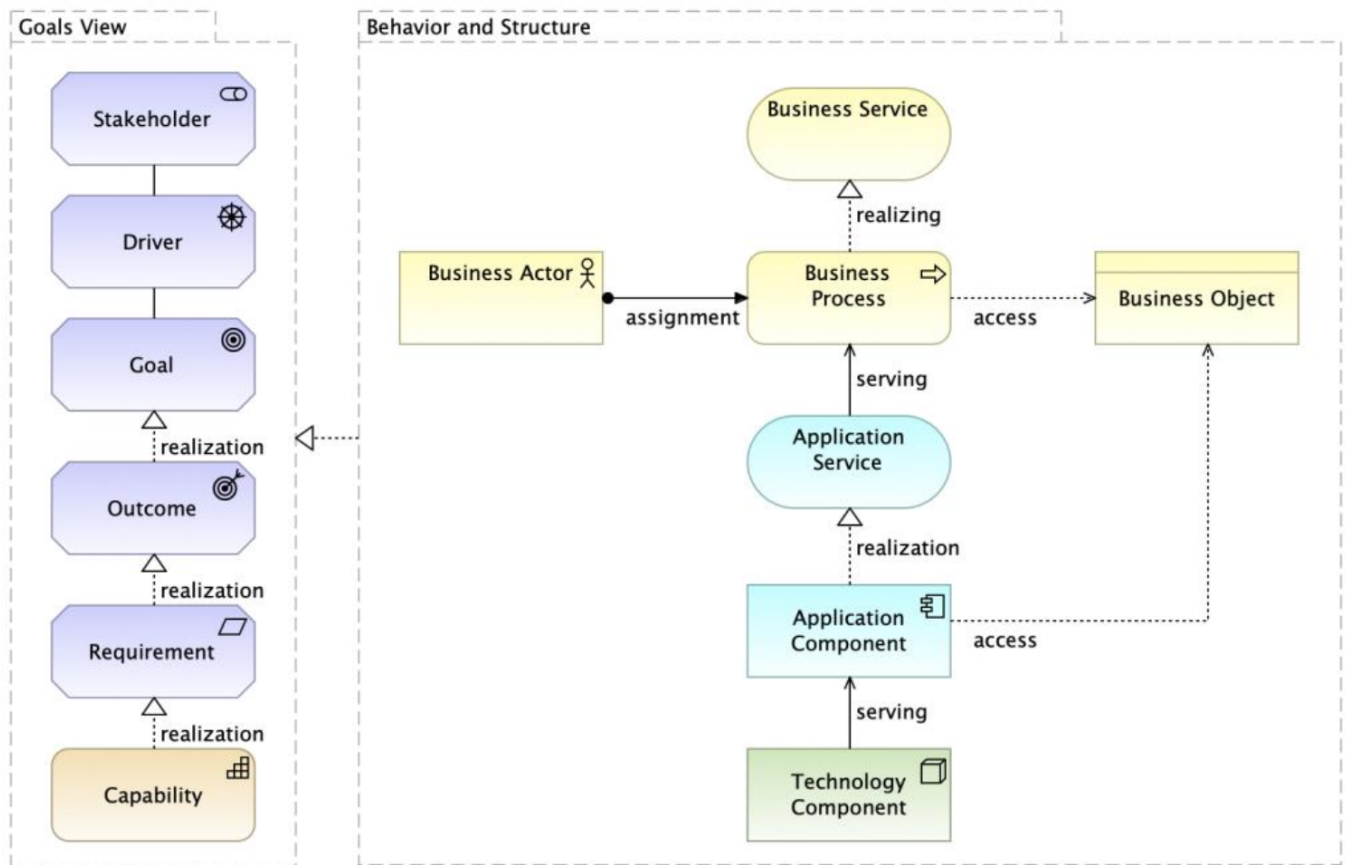 Goals View
Stakeholder
Driver
Goal
realization
Outcome
realization
Requirement
realization
Capability
Behavior and Structure
Business Service
realizing
Business Actor
assignment
Business
Process
access
Business Object
serving
Application
Service
realization
Application
Component
access
serving
Technology
Component